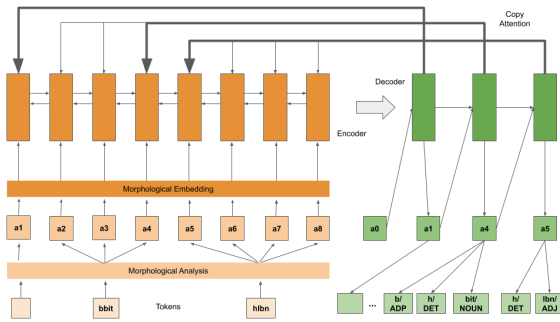 Copy
Attention
Decoder
Encoder
Morphological Embedding
a1 a2 a3 a4 a5 a6 a7 a8 a0 a1 a4 a5
Morphological Analysis
bbit Tokens hlbn
... b/ h/ bit/ h/ lbn/
ADP DET NOUN DET ADJ